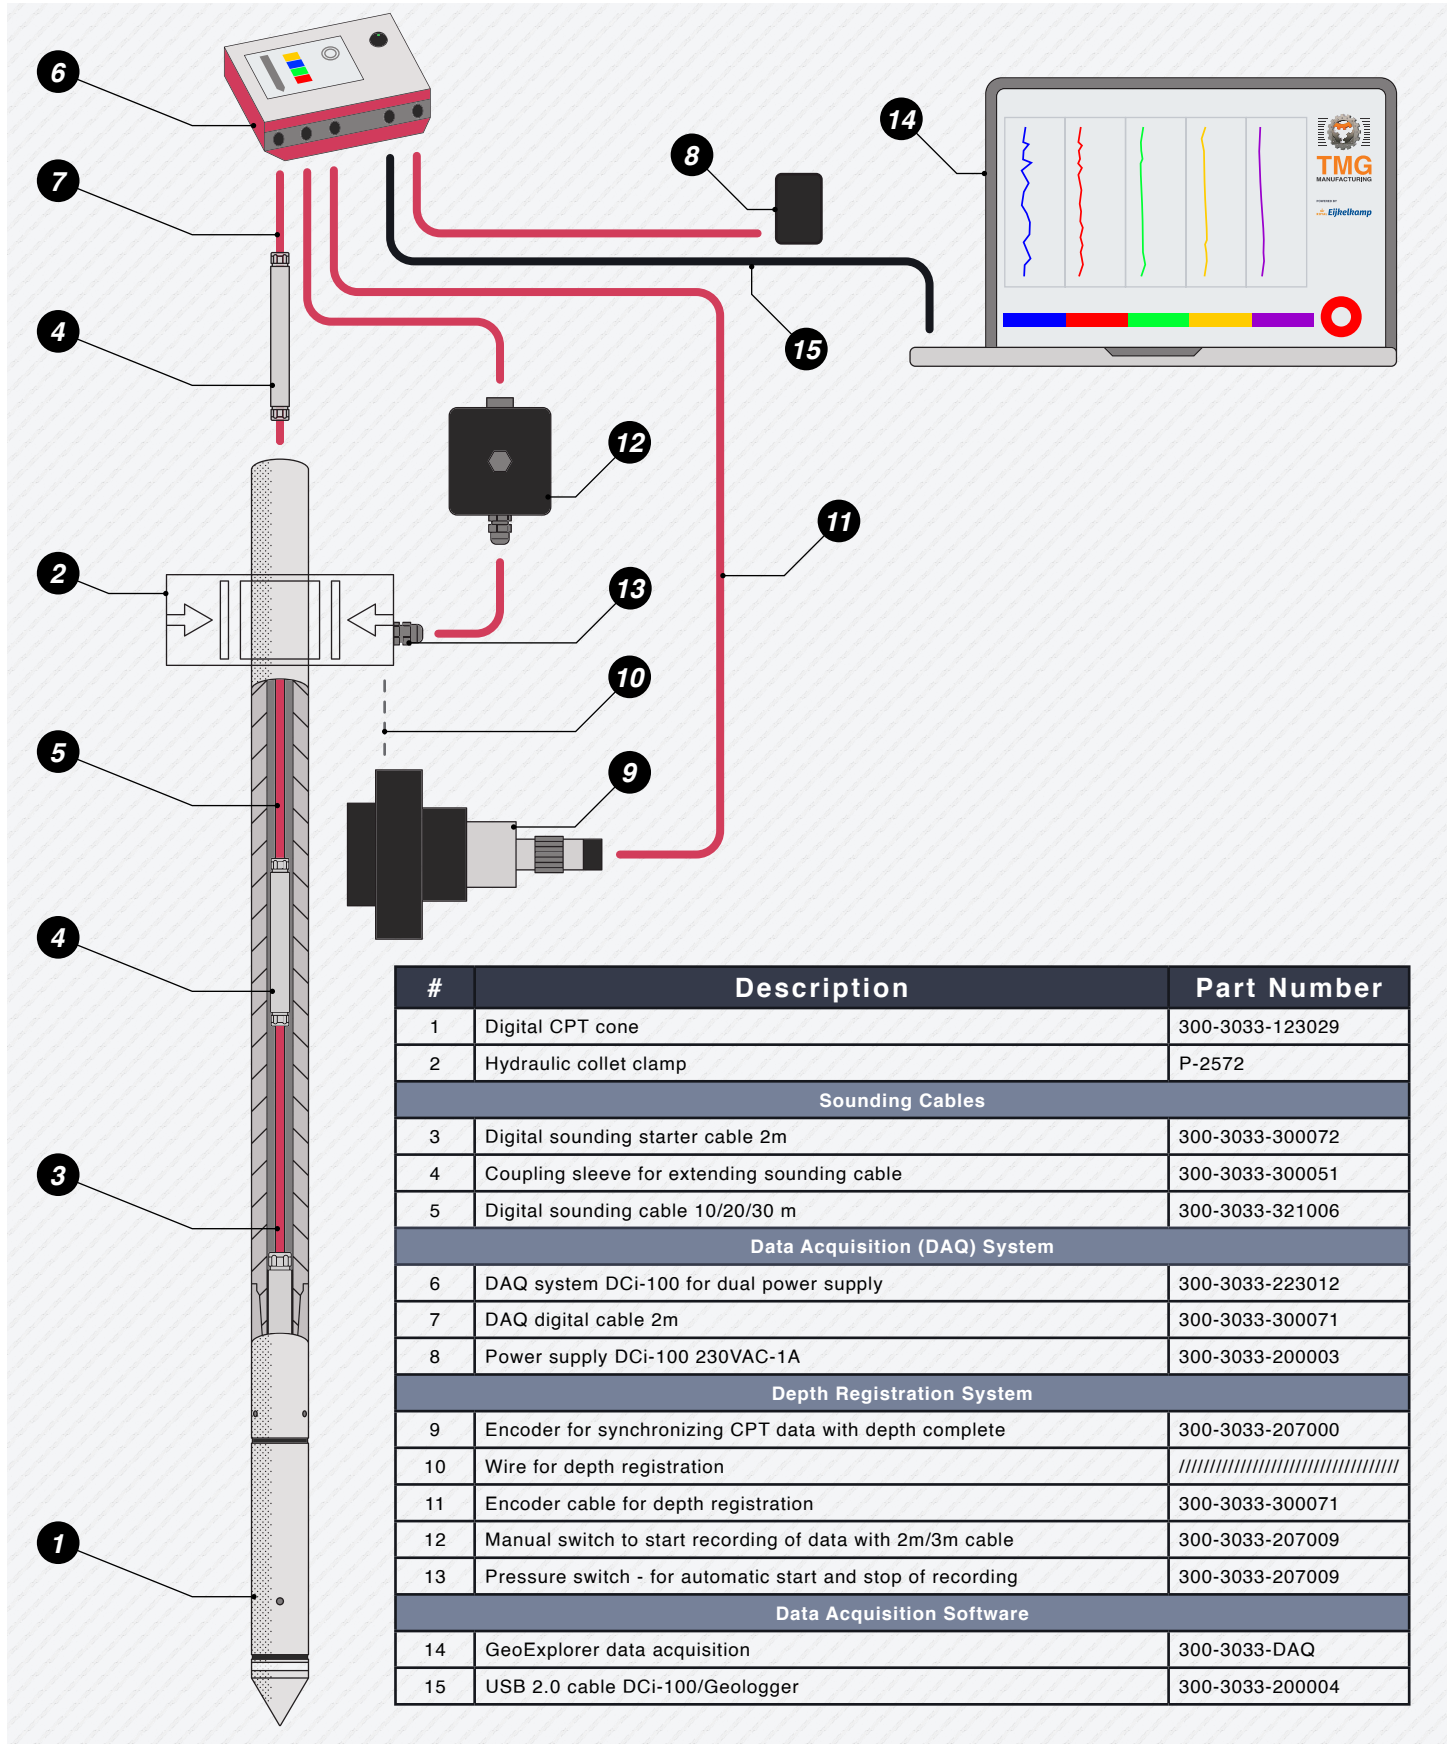 6
7
4
2
5
4
3
1
8
14
15
12
11
13
10
9
TMG
MANUFACTURING
POWERED BY
Eijkelkamp
# Description Part Number
1 Digital CPT cone 300-3033-123029
2 Hydraulic collet clamp P-2572
Sounding Cables
3 Digital sounding starter cable 2m 300-3033-300072
4 Coupling sleeve for extending sounding cable 300-3033-300051
5 Digital sounding cable 10/20/30 m 300-3033-321006
Data Acquisition (DAQ) System
6 DAQ system DCi-100 for dual power supply 300-3033-223012
7 DAQ digital cable 2m 300-3033-300071
8 Power supply DCi-100 230VAC-1A 300-3033-200003
Depth Registration System
9 Encoder for synchronizing CPT data with depth complete 300-3033-207000
10 Wire for depth registration ////////////////////////////////////
11 Encoder cable for depth registration 300-3033-300071
12 Manual switch to start recording of data with 2m/3m cable 300-3033-207009
13 Pressure switch - for automatic start and stop of recording 300-3033-207009
Data Acquisition Software
14 GeoExplorer data acquisition 300-3033-DAQ
15 USB 2.0 cable DCi-100/Geologger 300-3033-200004